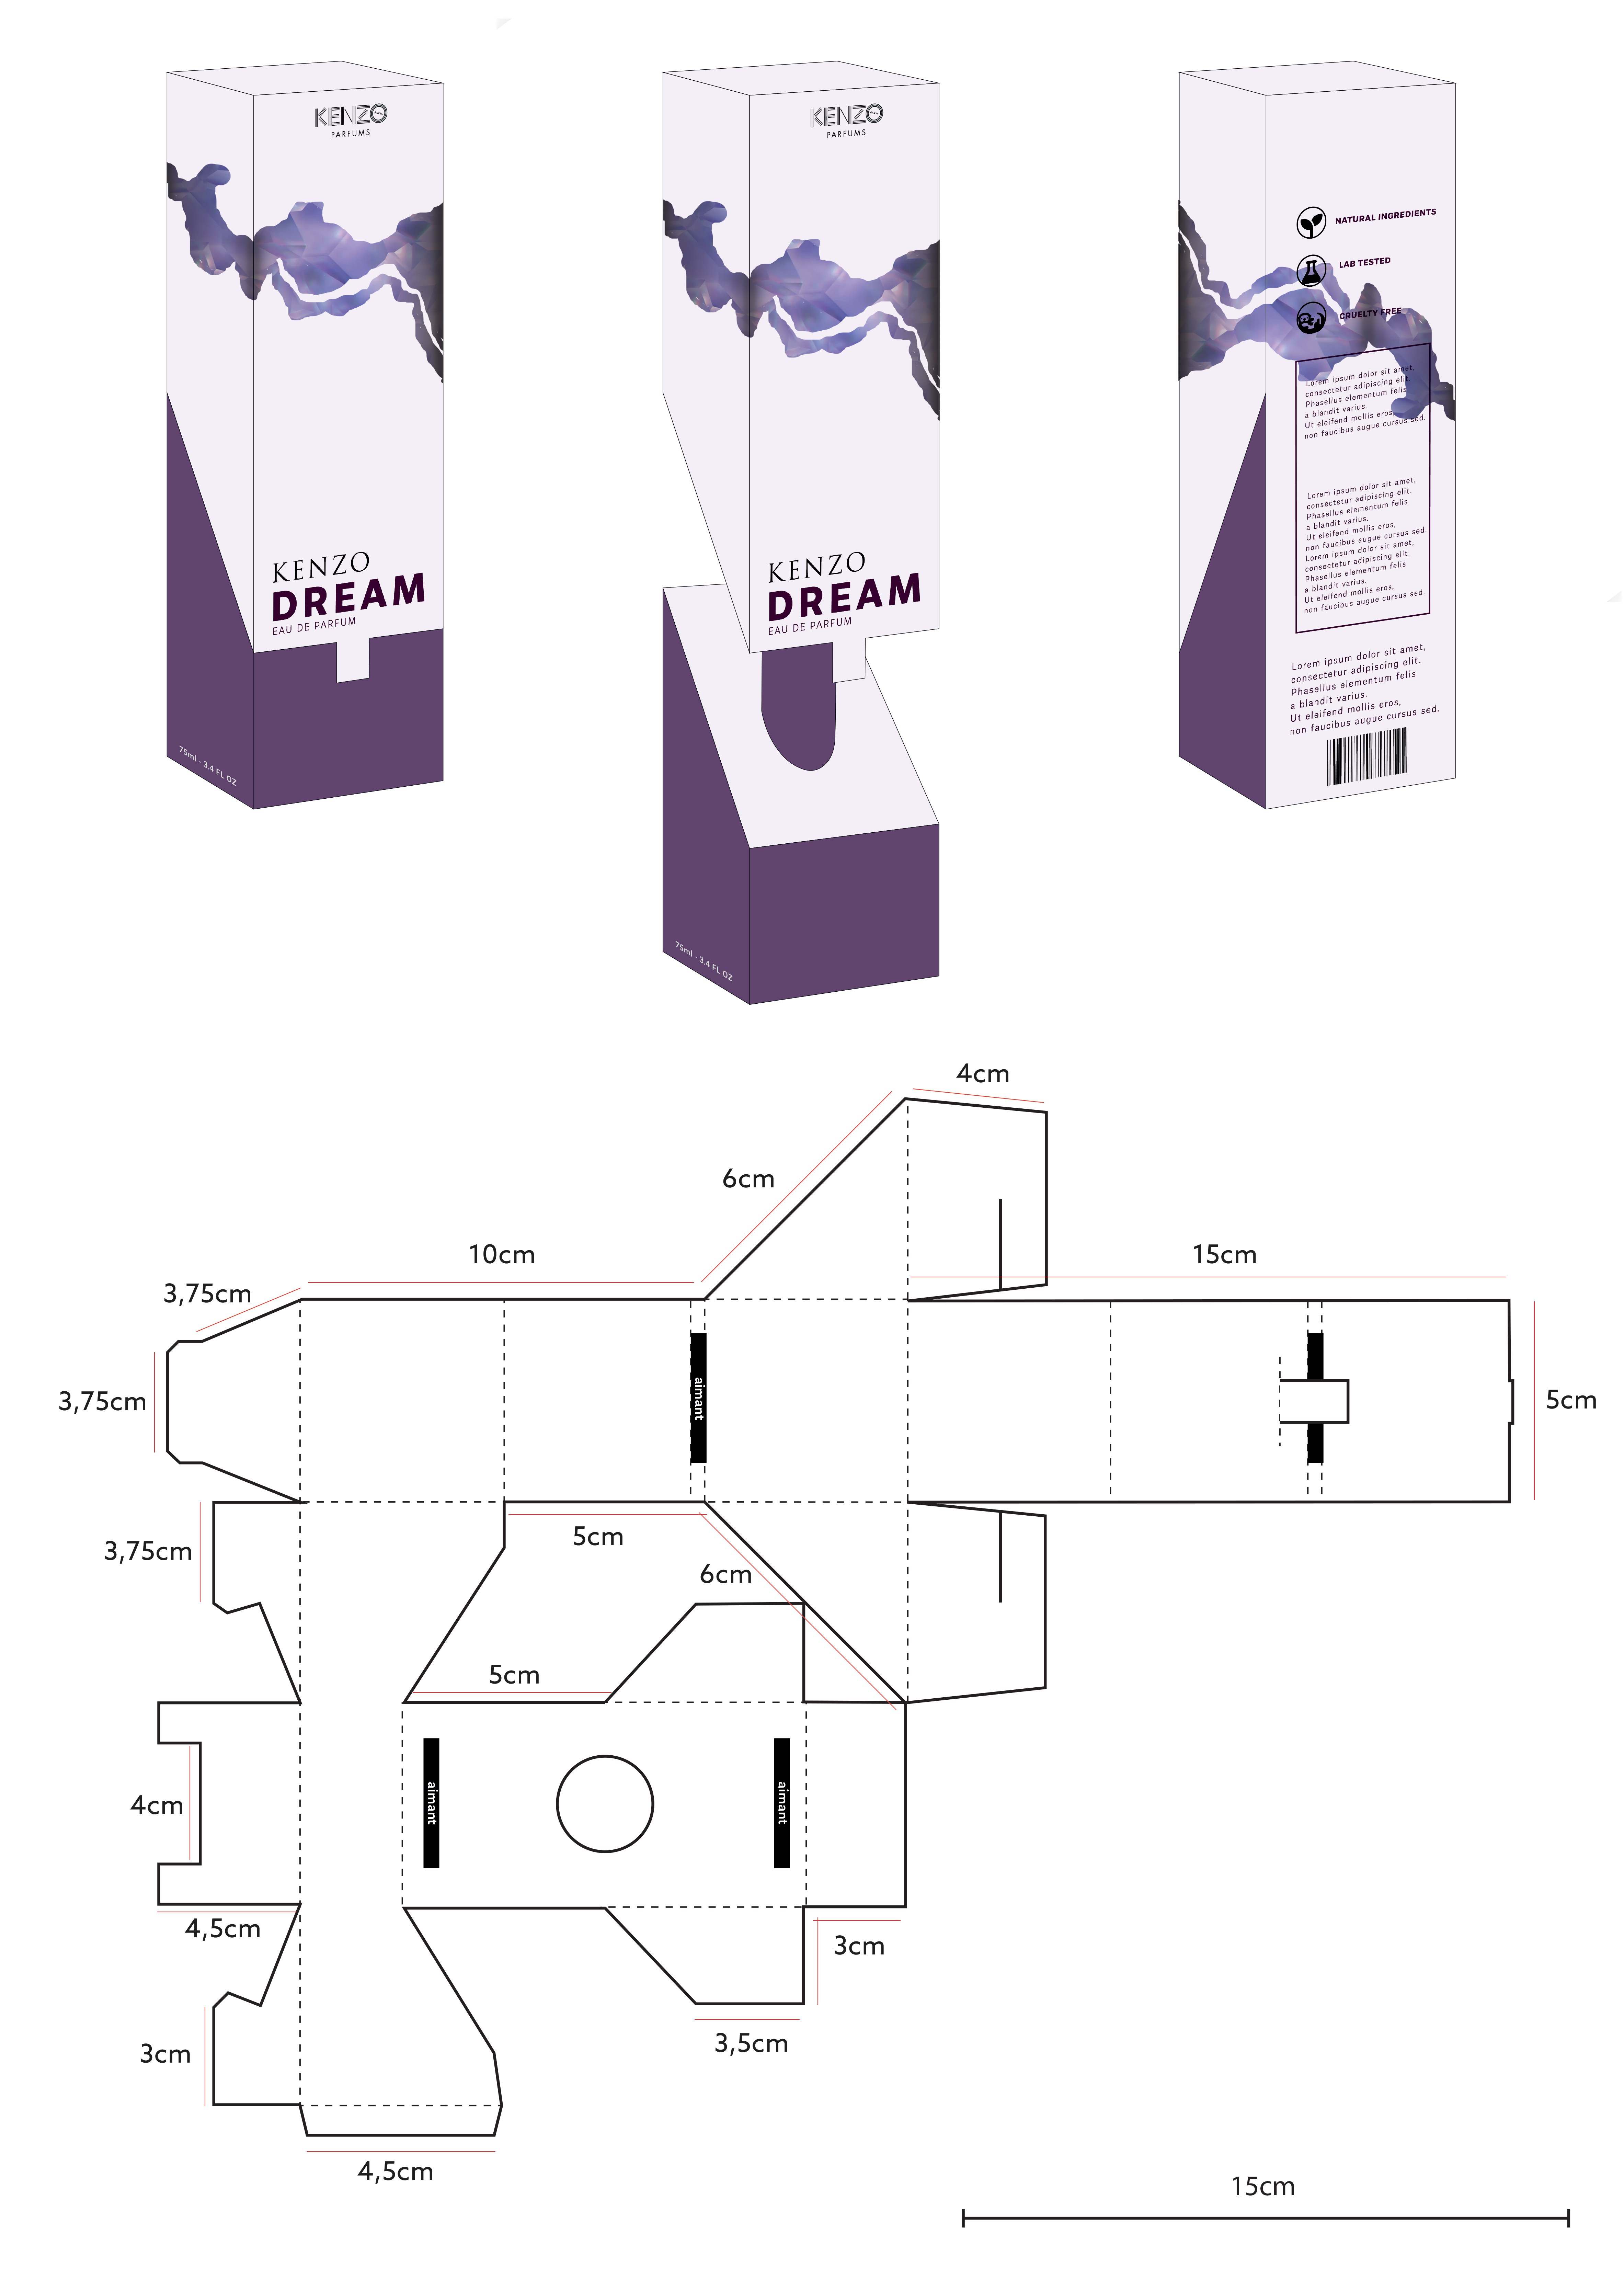 KENZO
PARFUMS
KENZO
DREAM
EAU DE PARFUM
75ml - 3.4 FL OZ
KENZO
PARFUMS
KENZO
DREAM
EAU DE PARFUM
75ml - 3.4 FL OZ
NATURAL INGREDIENTS
LAB TESTED
CRUELTY FREE
Lorem ipsum dolor sit amet,
consectetur adipiscing elit.
Phasellus elementum felis
a blandit varius.
Ut eleifend mollis eros,
non faucibus augue cursus sed.
Lorem ipsum dolor sit amet,
consectetur adipiscing elit.
Phasellus elementum felis
a blandit varius.
Ut eleifend mollis eros,
non faucibus augue cursus sed.
Lorem ipsum dolor sit amet,
consectetur adipiscing elit.
Phasellus elementum felis
a blandit varius.
Ut eleifend mollis eros,
non faucibus augue cursus sed.
Lorem ipsum dolor sit amet,
consectetur adipiscing elit.
Phasellus elementum felis
a blandit varius.
Ut eleifend mollis eros,
non faucibus augue cursus sed.
4cm
6cm
10cm
15cm
3,75cm
3,75cm
aimant
5cm
3,75cm
5cm
6cm
5cm
4cm
aimant
aimant
4,5cm
3cm
3cm
3,5cm
4,5cm
15cm